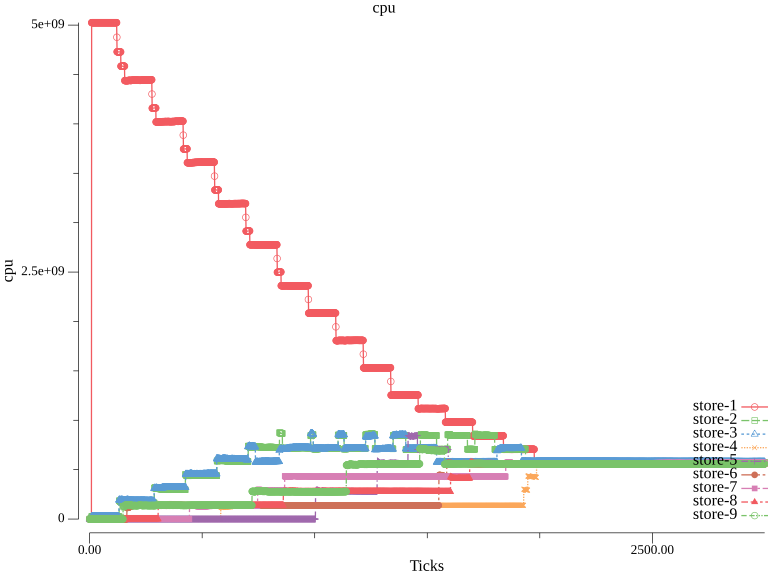 cpu
5e+09
2.5e+09
0
cpu
0.00
2500.00
Ticks
store-1
store-2
store-3
store-4
store-5
store-6
store-7
store-8
store-9